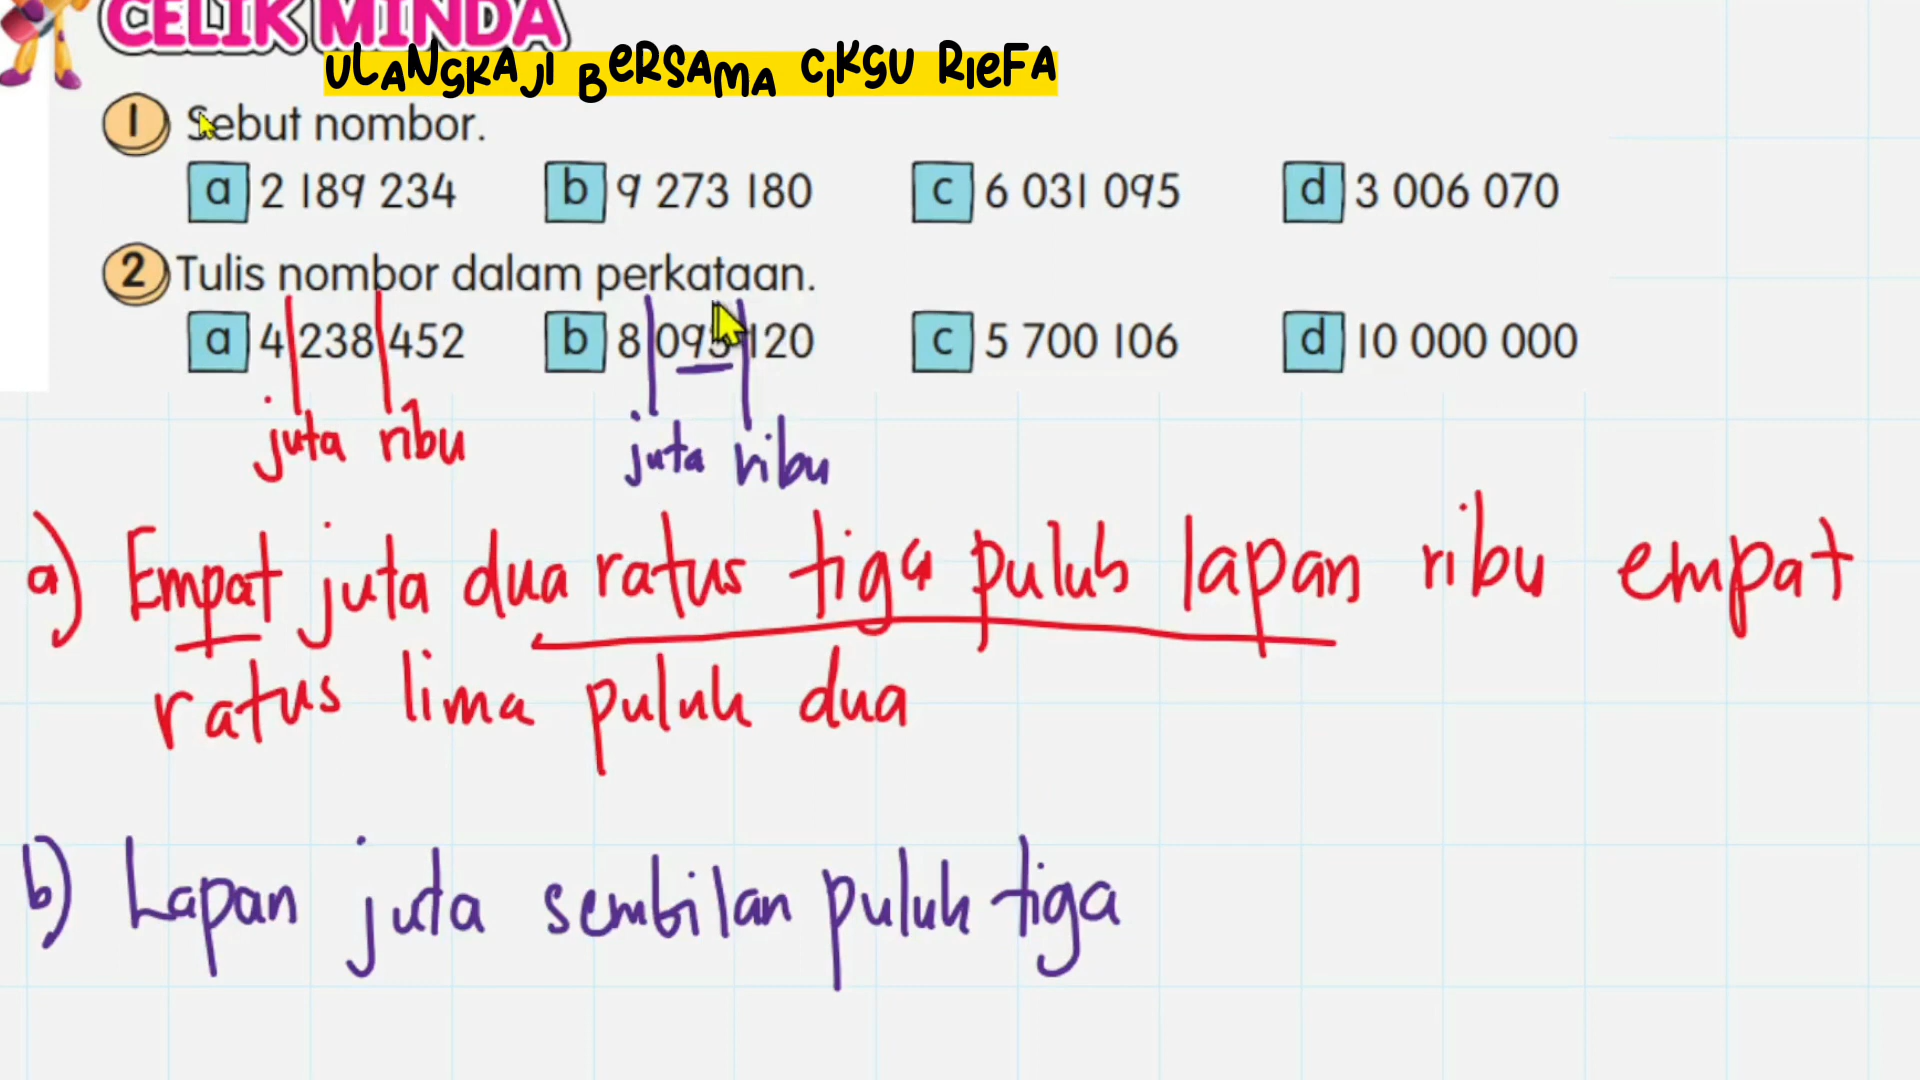 CELIK MINDA
ULANGKAJI BERSAMA CIKGU RIEFA
1 Sebut nombor.
a 2 189 234 b 9 273 180 c 6 031 095 d 3 006 070
2 Tulis nombor dalam perkataan.
a 4 238 452 b 8 093 120 c 5 700 106 d 10 000 000
juta ribu juta ribu
a) Empat juta dua ratus tiga puluh lapan ribu empat
ratus lima puluh dua
b) Lapan juta sembilan puluh tiga